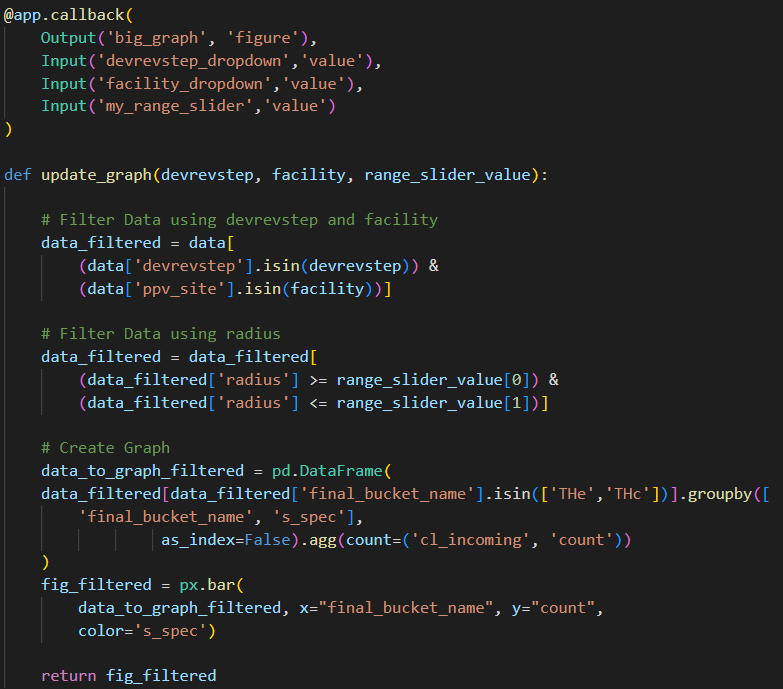 @app.callback(
    Output('big_graph', 'figure'),
    Input('devrevstep_dropdown','value'),
    Input('facility_dropdown','value'),
    Input('my_range_slider','value')
)
def update_graph(devrevstep, facility, range_slider_value):
    # Filter Data using devrevstep and facility
    data_filtered = data[
        (data['devrevstep'].isin(devrevstep)) &
        (data['ppv_site'].isin(facility))]
    # Filter Data using radius
    data_filtered = data_filtered[
        (data_filtered['radius'] >= range_slider_value[0]) &
        (data_filtered['radius'] <= range_slider_value[1])]
    # Create Graph
    data_to_graph_filtered = pd.DataFrame(
    data_filtered[data_filtered['final_bucket_name'].isin(['THe','THc'])].groupby([
        'final_bucket_name', 's_spec'],
                 as_index=False).agg(count=('cl_incoming', 'count'))
    )
    fig_filtered = px.bar(
        data_to_graph_filtered, x="final_bucket_name", y="count",
        color='s_spec')
    return fig_filtered